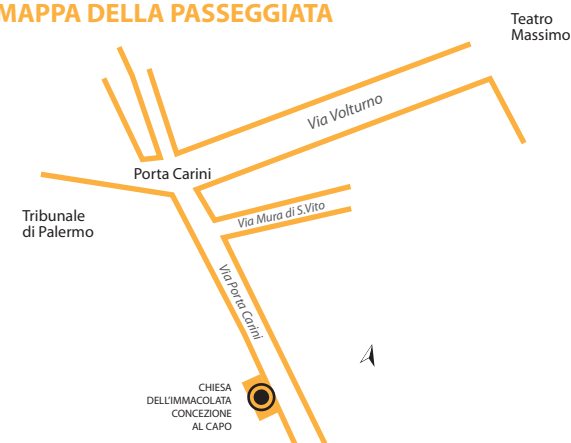 MAPPA DELLA PASSEGGIATA
Teatro
Massimo
Via Volturno
Porta Carini
Via Mura di S.Vito
Tribunale
di Palermo
Via Porta Carini
CHIESA
DELL'IMMACOLATA
CONCEZIONE
AL CAPO